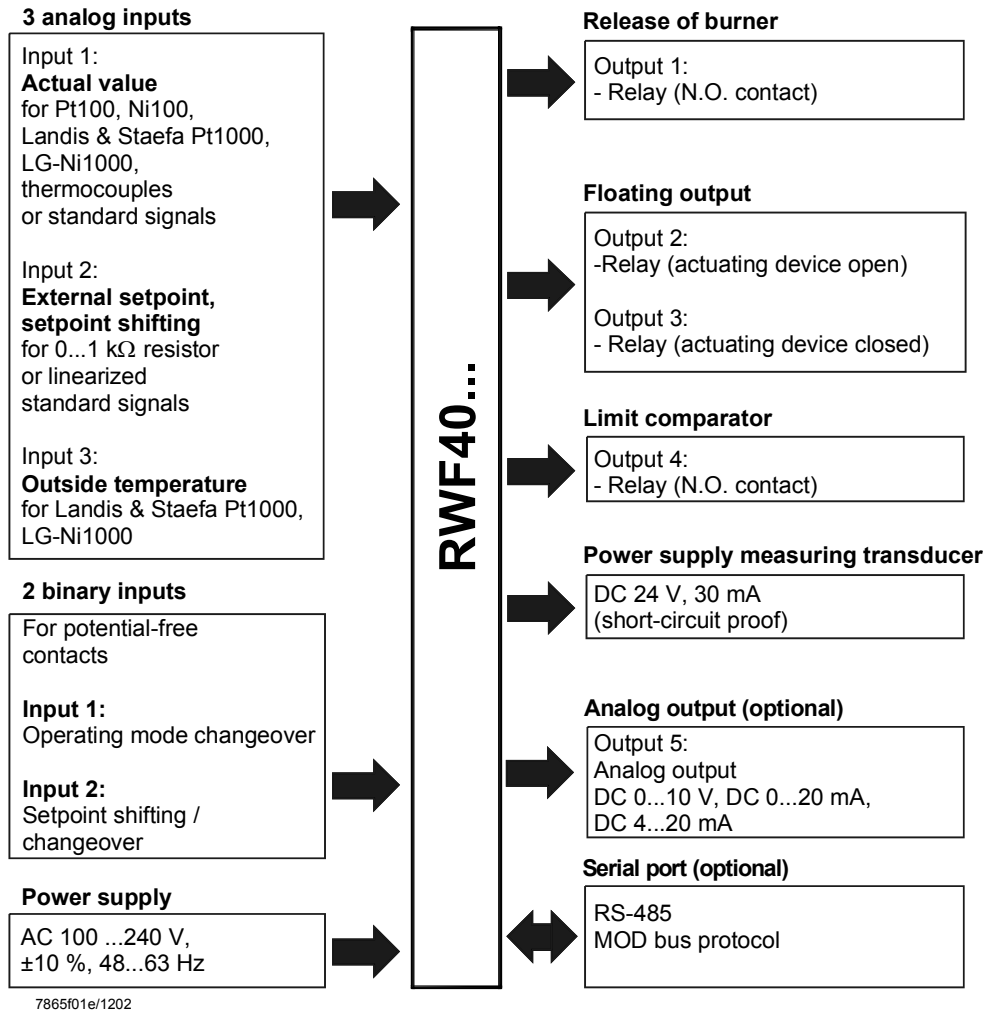 3 analog inputs
Input 1:
Actual value
for Pt100, Ni100,
Landis & Staefa Pt1000,
LG-Ni1000,
thermocouples
or standard signals
Input 2:
External setpoint,
setpoint shifting
for 0...1 kΩ resistor
or linearized
standard signals
Input 3:
Outside temperature
for Landis & Staefa Pt1000,
LG-Ni1000
2 binary inputs
For potential-free
contacts
Input 1:
Operating mode changeover
Input 2:
Setpoint shifting /
changeover
Power supply
AC 100 ...240 V,
±10 %, 48...63 Hz
7865f01e/1202
RWF40...
Release of burner
Output 1:
- Relay (N.O. contact)
Floating output
Output 2:
-Relay (actuating device open)
Output 3:
- Relay (actuating device closed)
Limit comparator
Output 4:
- Relay (N.O. contact)
Power supply measuring transducer
DC 24 V, 30 mA
(short-circuit proof)
Analog output (optional)
Output 5:
Analog output
DC 0...10 V, DC 0...20 mA,
DC 4...20 mA
Serial port (optional)
RS-485
MOD bus protocol